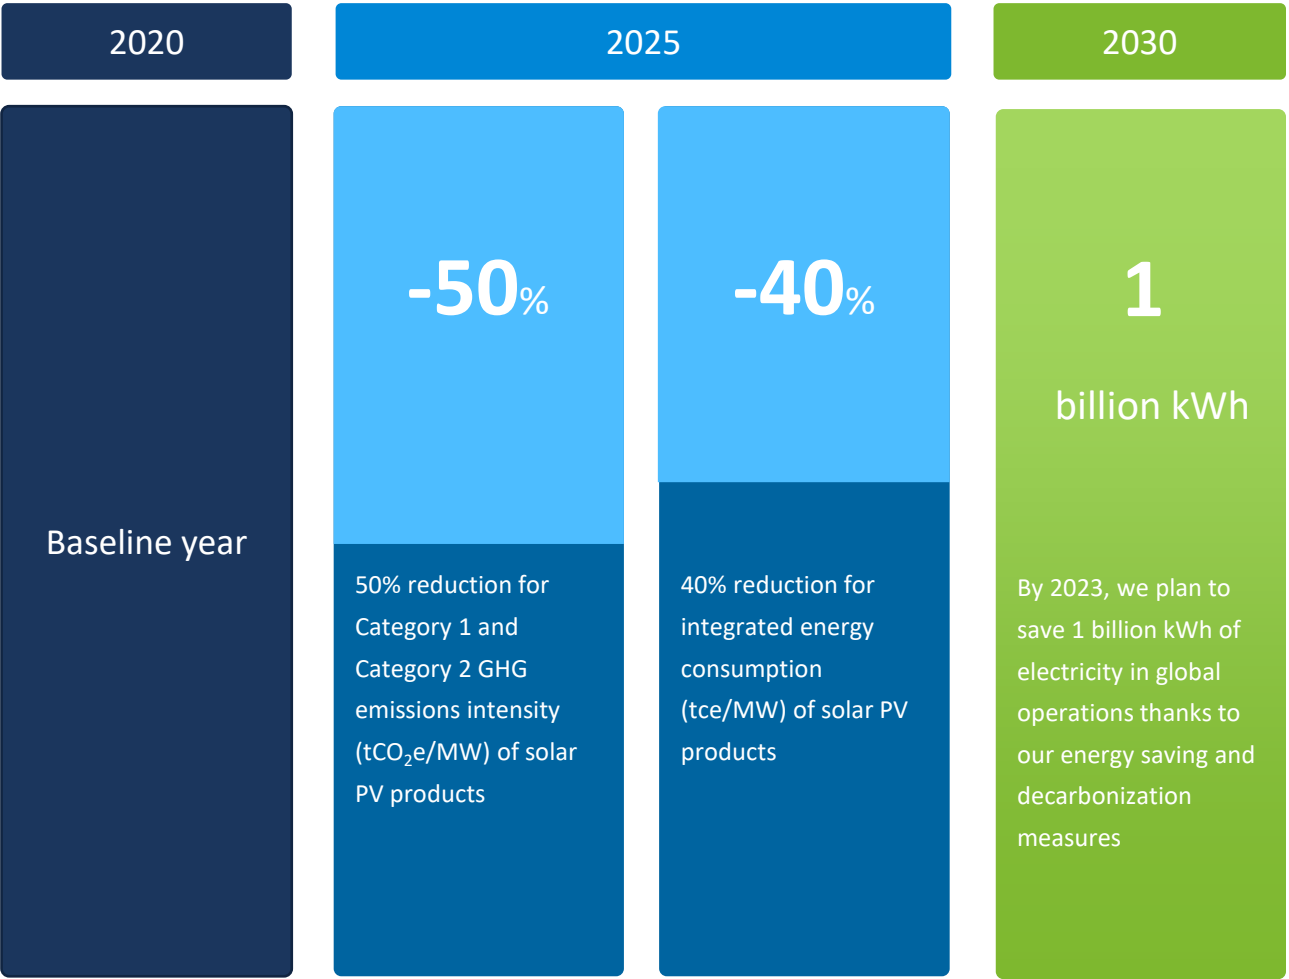 2020
2025
2030
Baseline year
-50%
50% reduction for
Category 1 and
Category 2 GHG
emissions intensity
(tCO₂e/MW) of solar
PV products
-40%
40% reduction for
integrated energy
consumption
(tce/MW) of solar PV
products
1
billion kWh
By 2023, we plan to
save 1 billion kWh of
electricity in global
operations thanks to
our energy saving and
decarbonization
measures